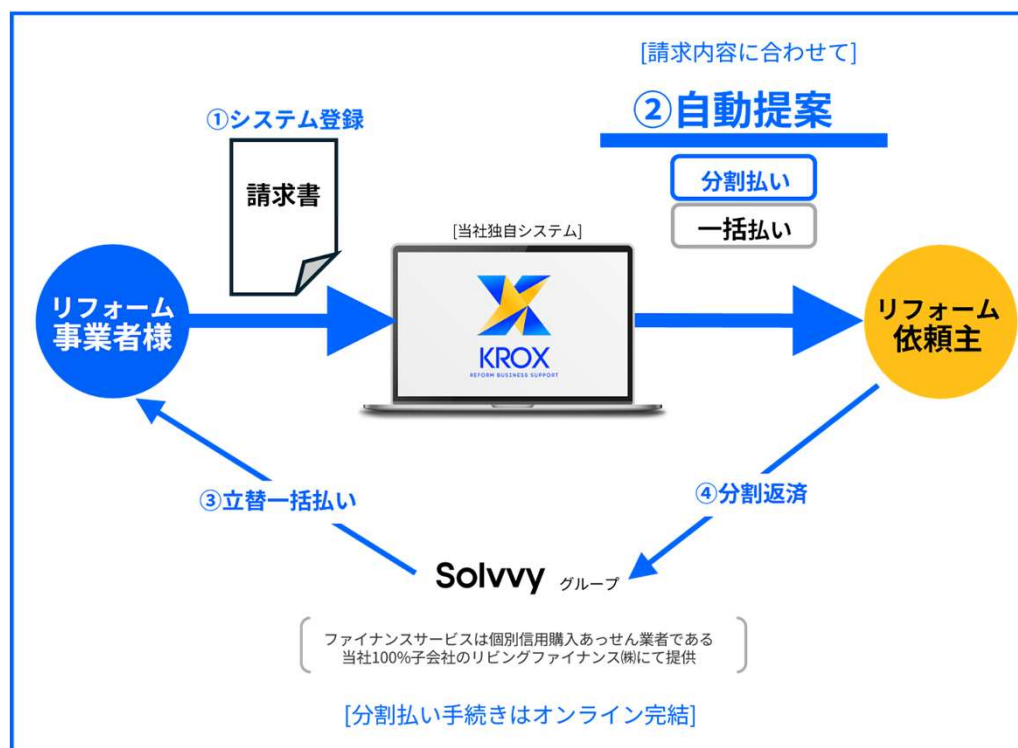 [請求内容に合わせて]
②自動提案
①システム登録
請求書
分割払い
一括払い
[当社独自システム]
KROX
REFORM BUSINESS SUPPORT
リフォーム
事業者様
リフォーム
依頼主
③立替一括払い
④分割返済
Solvvy グループ
ファイナンスサービスは個別信用購入あっせん業者である
当社100%子会社のリビングファイナンス㈱にて提供
[分割払い手続きはオンライン完結]